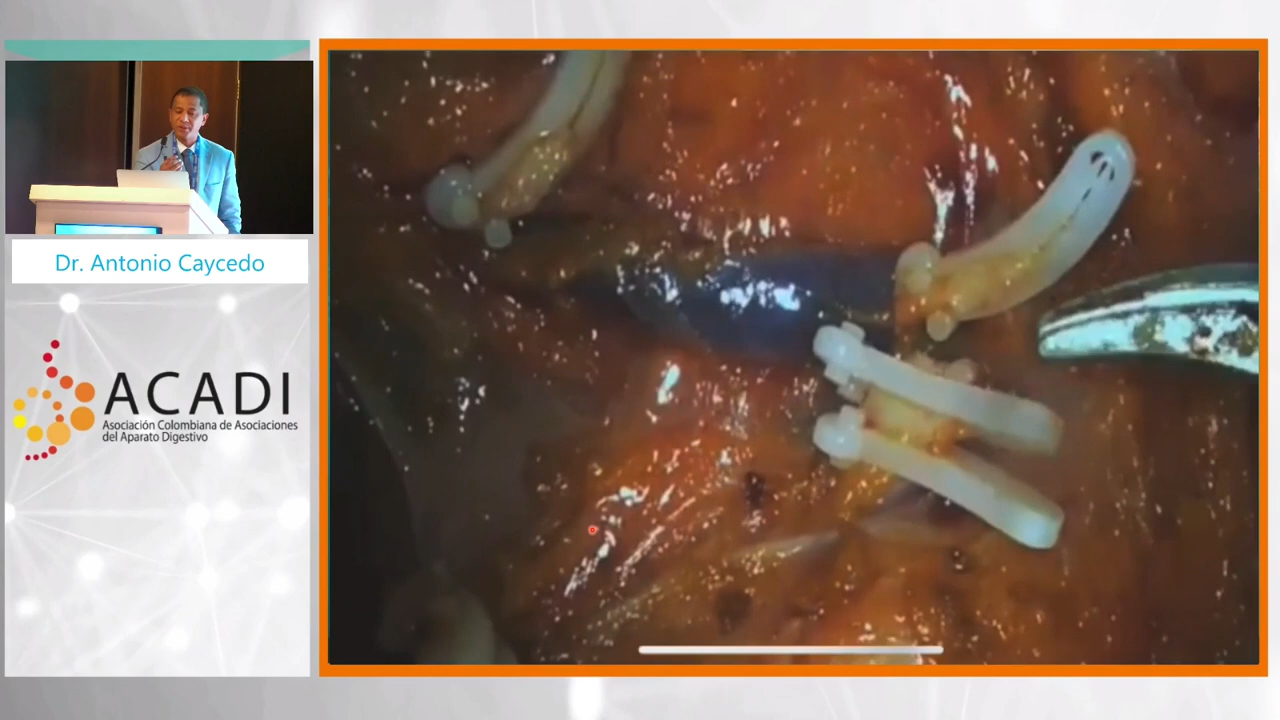 Dr. Antonio Caycedo
ACADI
Asociación Colombiana de Asociaciones
del Aparato Digestivo